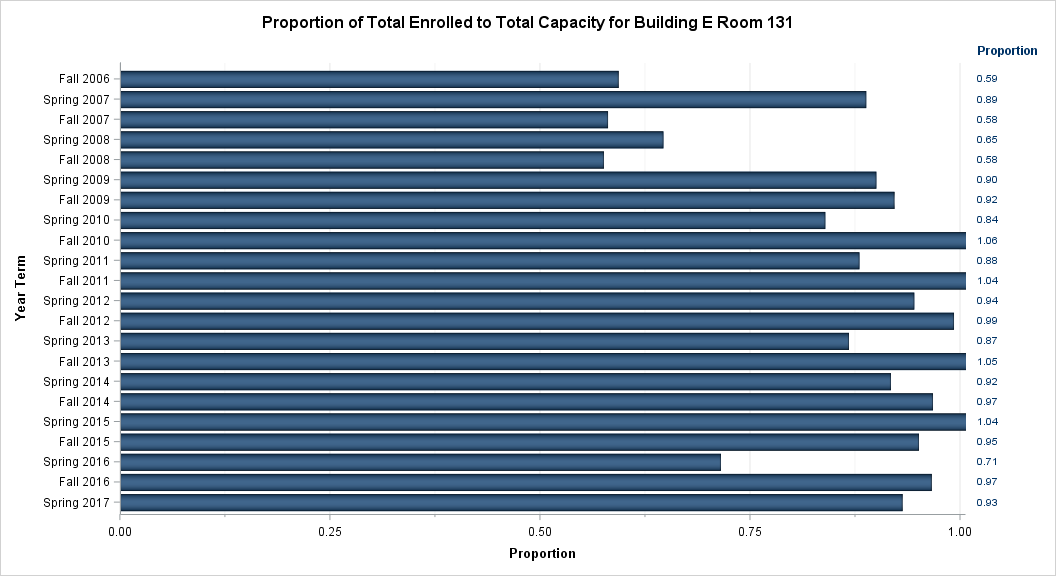 Proportion of Total Enrolled to Total Capacity for Building E Room 131
Proportion
Fall 2006 0.59
Spring 2007 0.89
Fall 2007 0.58
Spring 2008 0.65
Fall 2008 0.58
Spring 2009 0.90
Fall 2009 0.92
Spring 2010 0.84
Fall 2010 1.06
Spring 2011 0.88
Fall 2011 1.04
Spring 2012 0.94
Fall 2012 0.99
Spring 2013 0.87
Fall 2013 1.05
Spring 2014 0.92
Fall 2014 0.97
Spring 2015 1.04
Fall 2015 0.95
Spring 2016 0.71
Fall 2016 0.97
Spring 2017 0.93
Year Term
0.00 0.25 0.50 0.75 1.00
Proportion